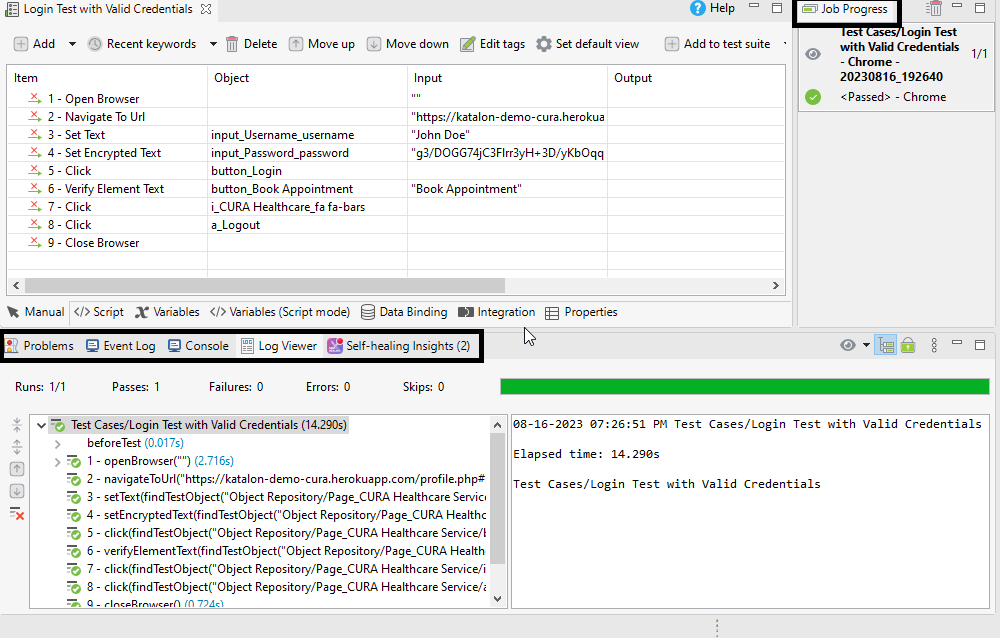 Login Test with Valid Credentials
Help
Job Progress
Add
Recent keywords
Delete
Move up
Move down
Edit tags
Set default view
Add to test suite
Item Object Input Output
1 - Open Browser ""
2 - Navigate To Url "https://katalon-demo-cura.herokua
3 - Set Text input_Username_username "John Doe"
4 - Set Encrypted Text input_Password_password "g3/DOGG74jC3Flrr3yH+3D/yKbOqq
5 - Click button_Login
6 - Verify Element Text button_Book Appointment "Book Appointment"
7 - Click i_CURA Healthcare_fa fa-bars
8 - Click a_Logout
9 - Close Browser
Test Cases/Login Test
with Valid Credentials
- Chrome -
20230816_192640
1/1
<Passed> - Chrome
Manual </> Script Variables </> Variables (Script mode) Data Binding Integration Properties
Problems Event Log Console Log Viewer Self-healing Insights (2)
Runs: 1/1 Passes: 1 Failures: 0 Errors: 0 Skips: 0
Test Cases/Login Test with Valid Credentials (14.290s)
beforeTest (0.017s)
1 - openBrowser("") (2.716s)
2 - navigateToUrl("https://katalon-demo-cura.herokuapp.com/profile.php#
3 - setText(findTestObject("Object Repository/Page_CURA Healthcare Service
4 - setEncryptedText(findTestObject("Object Repository/Page_CURA Healthc
5 - click(findTestObject("Object Repository/Page_CURA Healthcare Service/b
6 - verifyElementText(findTestObject("Object Repository/Page_CURA Health
7 - click(findTestObject("Object Repository/Page_CURA Healthcare Service/i
8 - click(findTestObject("Object Repository/Page_CURA Healthcare Service/a
9 - closeBrowser() (0.724s)
08-16-2023 07:26:51 PM Test Cases/Login Test with Valid Credentials
Elapsed time: 14.290s
Test Cases/Login Test with Valid Credentials